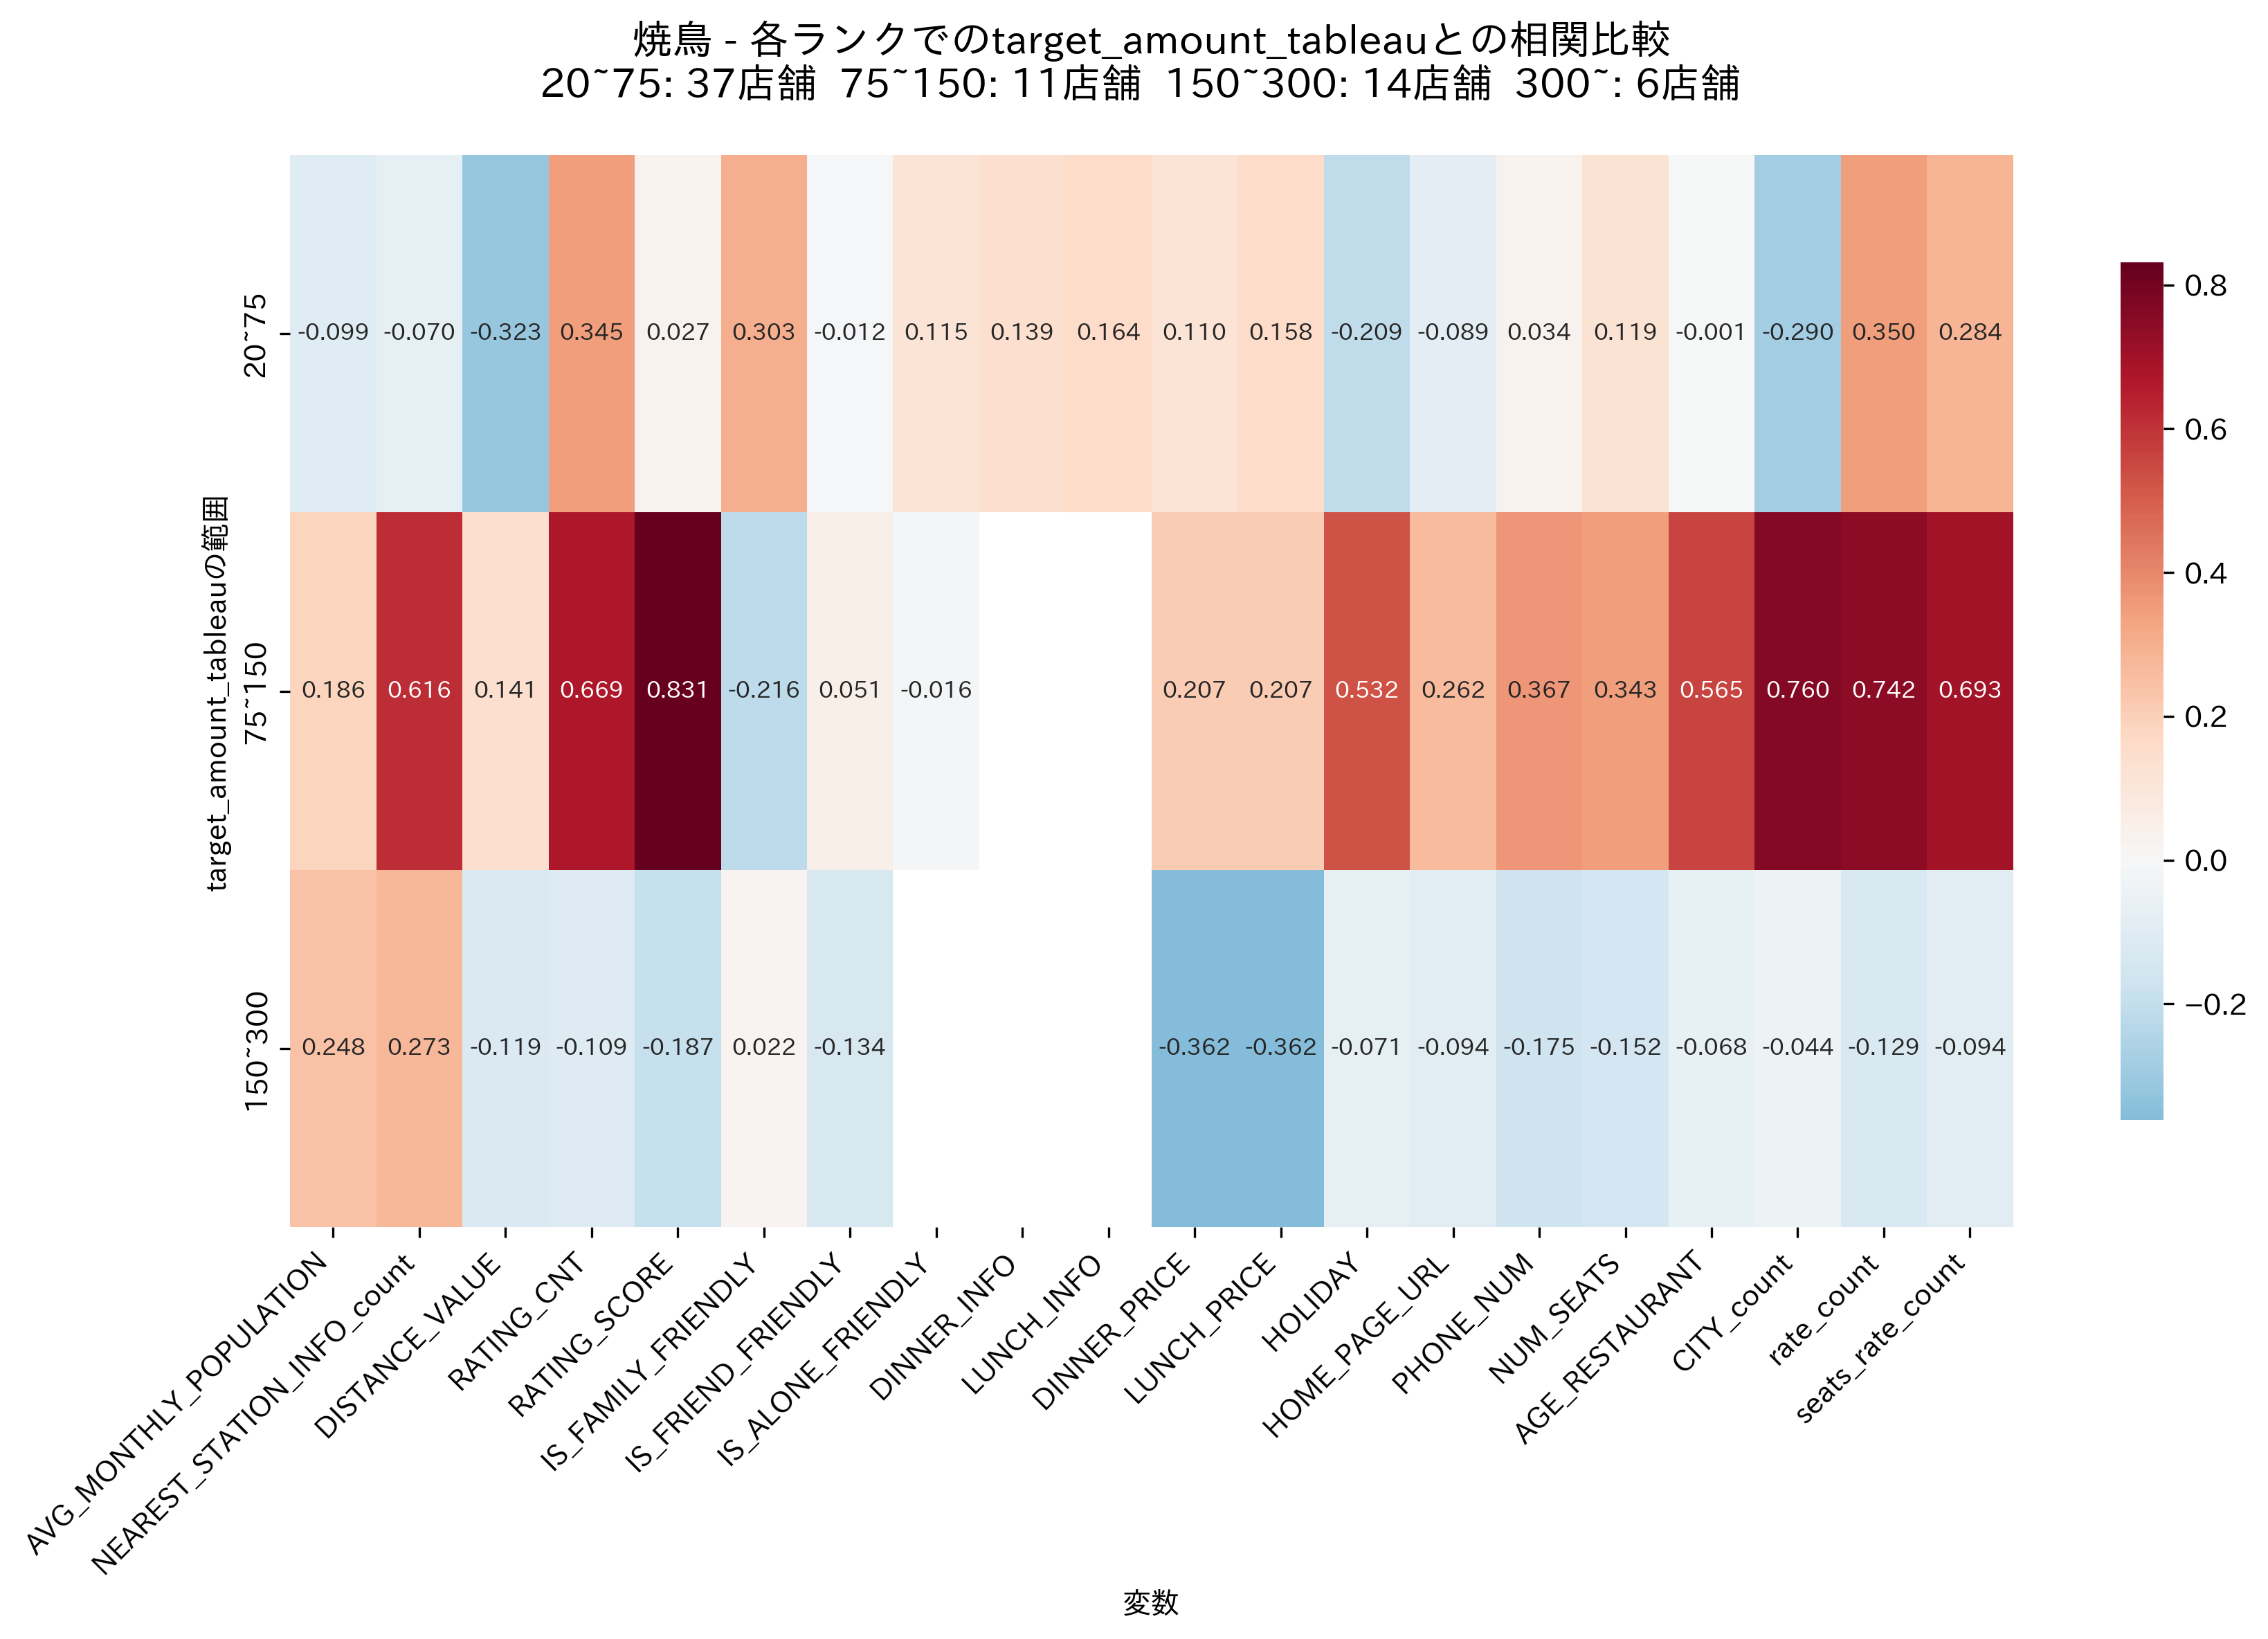 焼鳥 - 各ランクでのtarget_amount_tableauとの相関比較
20~75: 37店舗  75~150: 11店舗  150~300: 14店舗  300~: 6店舗
target_amount_tableauの範囲
20~75
-0.099 -0.070 -0.323 0.345 0.027 0.303 -0.012 0.115 0.139 0.164 0.110 0.158 -0.209 -0.089 0.034 0.119 -0.001 -0.290 0.350 0.284
75~150
0.186 0.616 0.141 0.669 0.831 -0.216 0.051 -0.016 0.207 0.207 0.532 0.262 0.367 0.343 0.565 0.760 0.742 0.693
150~300
0.248 0.273 -0.119 -0.109 -0.187 0.022 -0.134 -0.362 -0.362 -0.071 -0.094 -0.175 -0.152 -0.068 -0.044 -0.129 -0.094
AVG_MONTHLY_POPULATION
NEAREST_STATION_INFO_count
DISTANCE_VALUE
RATING_CNT
RATING_SCORE
IS_FAMILY_FRIENDLY
IS_FRIEND_FRIENDLY
IS_ALONE_FRIENDLY
DINNER_INFO
LUNCH_INFO
DINNER_PRICE
LUNCH_PRICE
HOLIDAY
HOME_PAGE_URL
PHONE_NUM
NUM_SEATS
AGE_RESTAURANT
CITY_count
rate_count
seats_rate_count
変数
0.8
0.6
0.4
0.2
0.0
−0.2